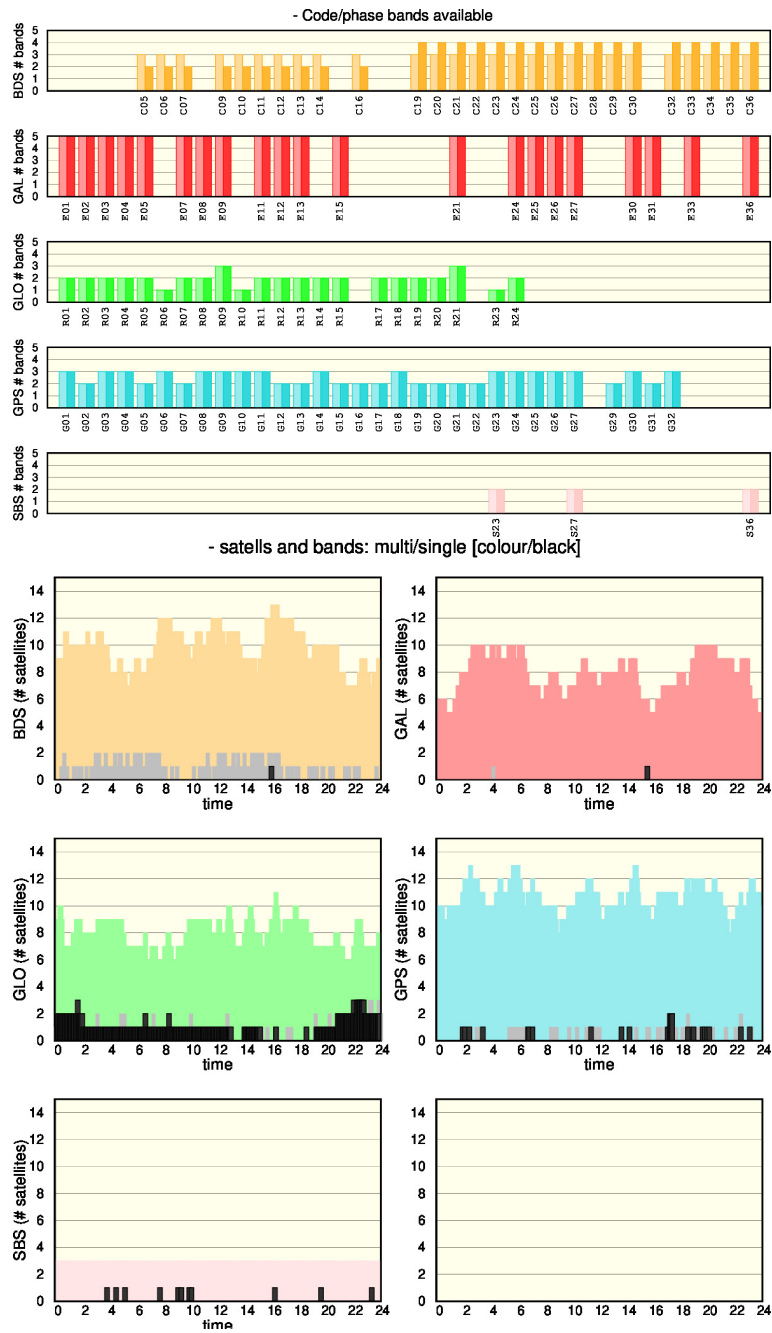 - Code/phase bands available
BDS # bands
5
4
3
2
1
0
C05 C06 C07 C09 C10 C11 C12 C13 C14 C16 C19 C20 C21 C22 C23 C24 C25 C26 C27 C28 C29 C30 C32 C33 C34 C35 C36
GAL # bands
5
4
3
2
1
0
E01 E02 E03 E04 E05 E07 E08 E09 E11 E12 E13 E15 E21 E24 E25 E26 E27 E30 E31 E33 E36
GLO # bands
5
4
3
2
1
0
R01 R02 R03 R04 R05 R06 R07 R08 R09 R10 R11 R12 R13 R14 R15 R17 R18 R19 R20 R21 R23 R24
GPS # bands
5
4
3
2
1
0
G01 G02 G03 G04 G05 G06 G07 G08 G09 G10 G11 G12 G13 G14 G15 G16 G17 G18 G19 G20 G21 G22 G23 G24 G25 G26 G27 G29 G30 G31 G32
SBS # bands
5
4
3
2
1
0
S23 S27 S36
- satells and bands: multi/single [colour/black]
BDS (# satellites)
14
12
10
8
6
4
2
0
0 2 4 6 8 10 12 14 16 18 20 22 24
time
GAL (# satellites)
14
12
10
8
6
4
2
0
0 2 4 6 8 10 12 14 16 18 20 22 24
time
GLO (# satellites)
14
12
10
8
6
4
2
0
0 2 4 6 8 10 12 14 16 18 20 22 24
time
GPS (# satellites)
14
12
10
8
6
4
2
0
0 2 4 6 8 10 12 14 16 18 20 22 24
time
SBS (# satellites)
14
12
10
8
6
4
2
0
0 2 4 6 8 10 12 14 16 18 20 22 24
time
14
12
10
8
6
4
2
0
0 2 4 6 8 10 12 14 16 18 20 22 24